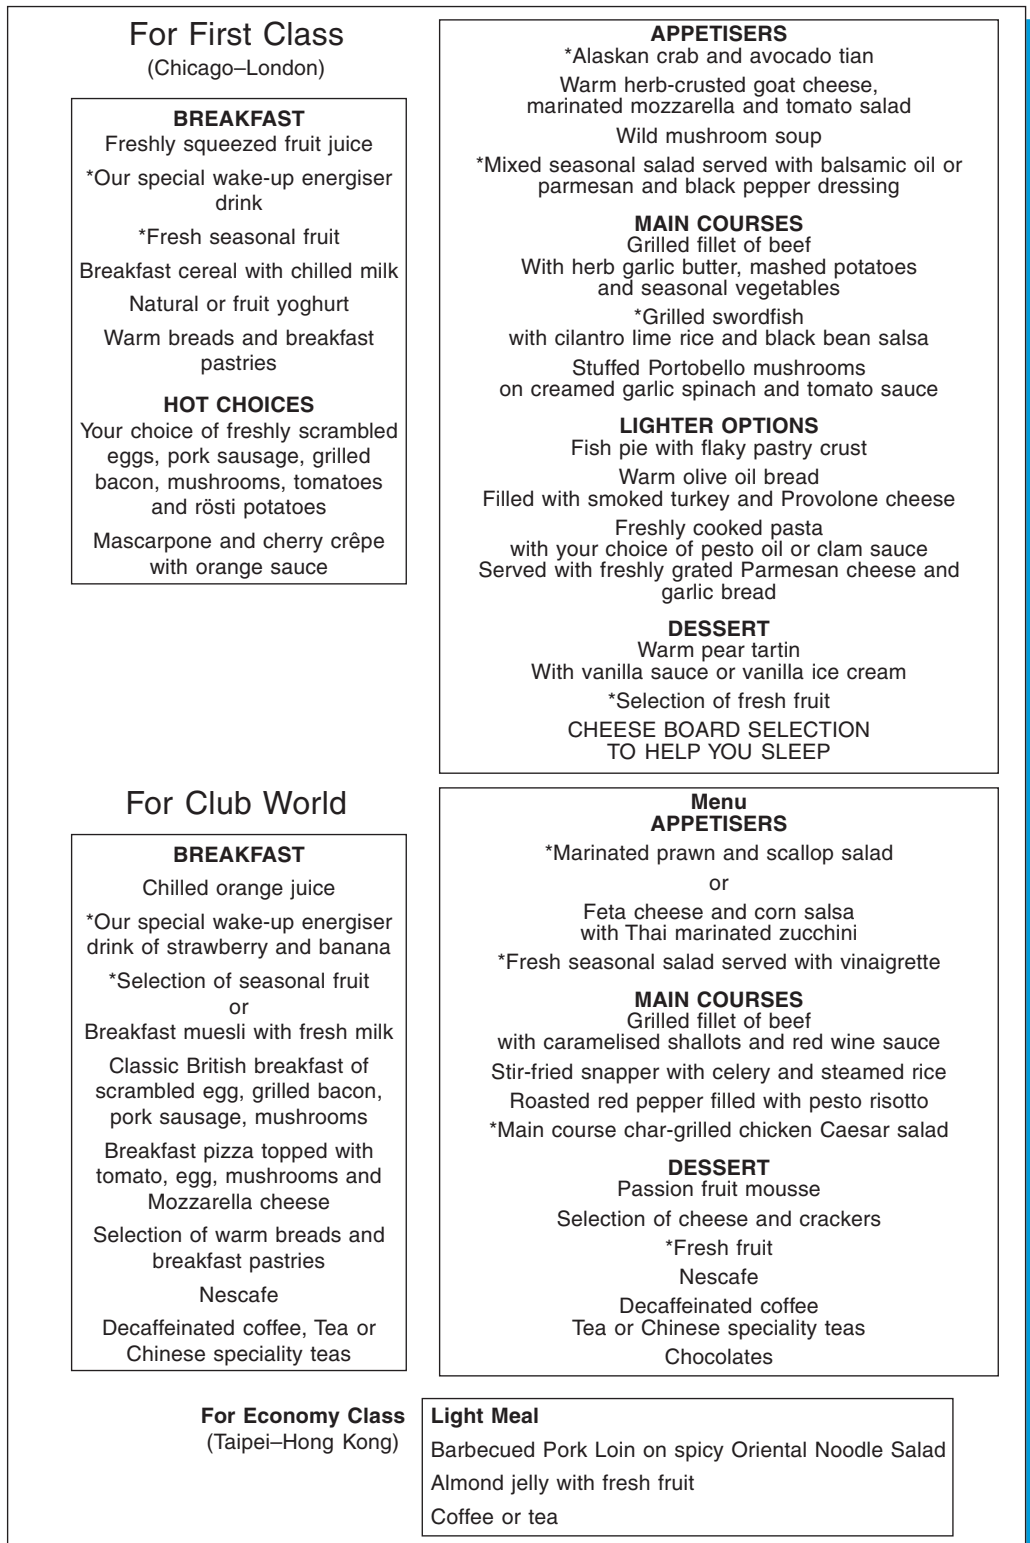 For First Class
(Chicago–London)
BREAKFAST
Freshly squeezed fruit juice
*Our special wake-up energiser
drink
*Fresh seasonal fruit
Breakfast cereal with chilled milk
Natural or fruit yoghurt
Warm breads and breakfast
pastries
HOT CHOICES
Your choice of freshly scrambled
eggs, pork sausage, grilled
bacon, mushrooms, tomatoes
and rösti potatoes
Mascarpone and cherry crêpe
with orange sauce
APPETISERS
*Alaskan crab and avocado tian
Warm herb-crusted goat cheese,
marinated mozzarella and tomato salad
Wild mushroom soup
*Mixed seasonal salad served with balsamic oil or
parmesan and black pepper dressing
MAIN COURSES
Grilled fillet of beef
With herb garlic butter, mashed potatoes
and seasonal vegetables
*Grilled swordfish
with cilantro lime rice and black bean salsa
Stuffed Portobello mushrooms
on creamed garlic spinach and tomato sauce
LIGHTER OPTIONS
Fish pie with flaky pastry crust
Warm olive oil bread
Filled with smoked turkey and Provolone cheese
Freshly cooked pasta
with your choice of pesto oil or clam sauce
Served with freshly grated Parmesan cheese and
garlic bread
DESSERT
Warm pear tartin
With vanilla sauce or vanilla ice cream
*Selection of fresh fruit
CHEESE BOARD SELECTION
TO HELP YOU SLEEP
For Club World
BREAKFAST
Chilled orange juice
*Our special wake-up energiser
drink of strawberry and banana
*Selection of seasonal fruit
or
Breakfast muesli with fresh milk
Classic British breakfast of
scrambled egg, grilled bacon,
pork sausage, mushrooms
Breakfast pizza topped with
tomato, egg, mushrooms and
Mozzarella cheese
Selection of warm breads and
breakfast pastries
Nescafe
Decaffeinated coffee, Tea or
Chinese speciality teas
Menu
APPETISERS
*Marinated prawn and scallop salad
or
Feta cheese and corn salsa
with Thai marinated zucchini
*Fresh seasonal salad served with vinaigrette
MAIN COURSES
Grilled fillet of beef
with caramelised shallots and red wine sauce
Stir-fried snapper with celery and steamed rice
Roasted red pepper filled with pesto risotto
*Main course char-grilled chicken Caesar salad
DESSERT
Passion fruit mousse
Selection of cheese and crackers
*Fresh fruit
Nescafe
Decaffeinated coffee
Tea or Chinese speciality teas
Chocolates
For Economy Class
(Taipei–Hong Kong)
Light Meal
Barbecued Pork Loin on spicy Oriental Noodle Salad
Almond jelly with fresh fruit
Coffee or tea